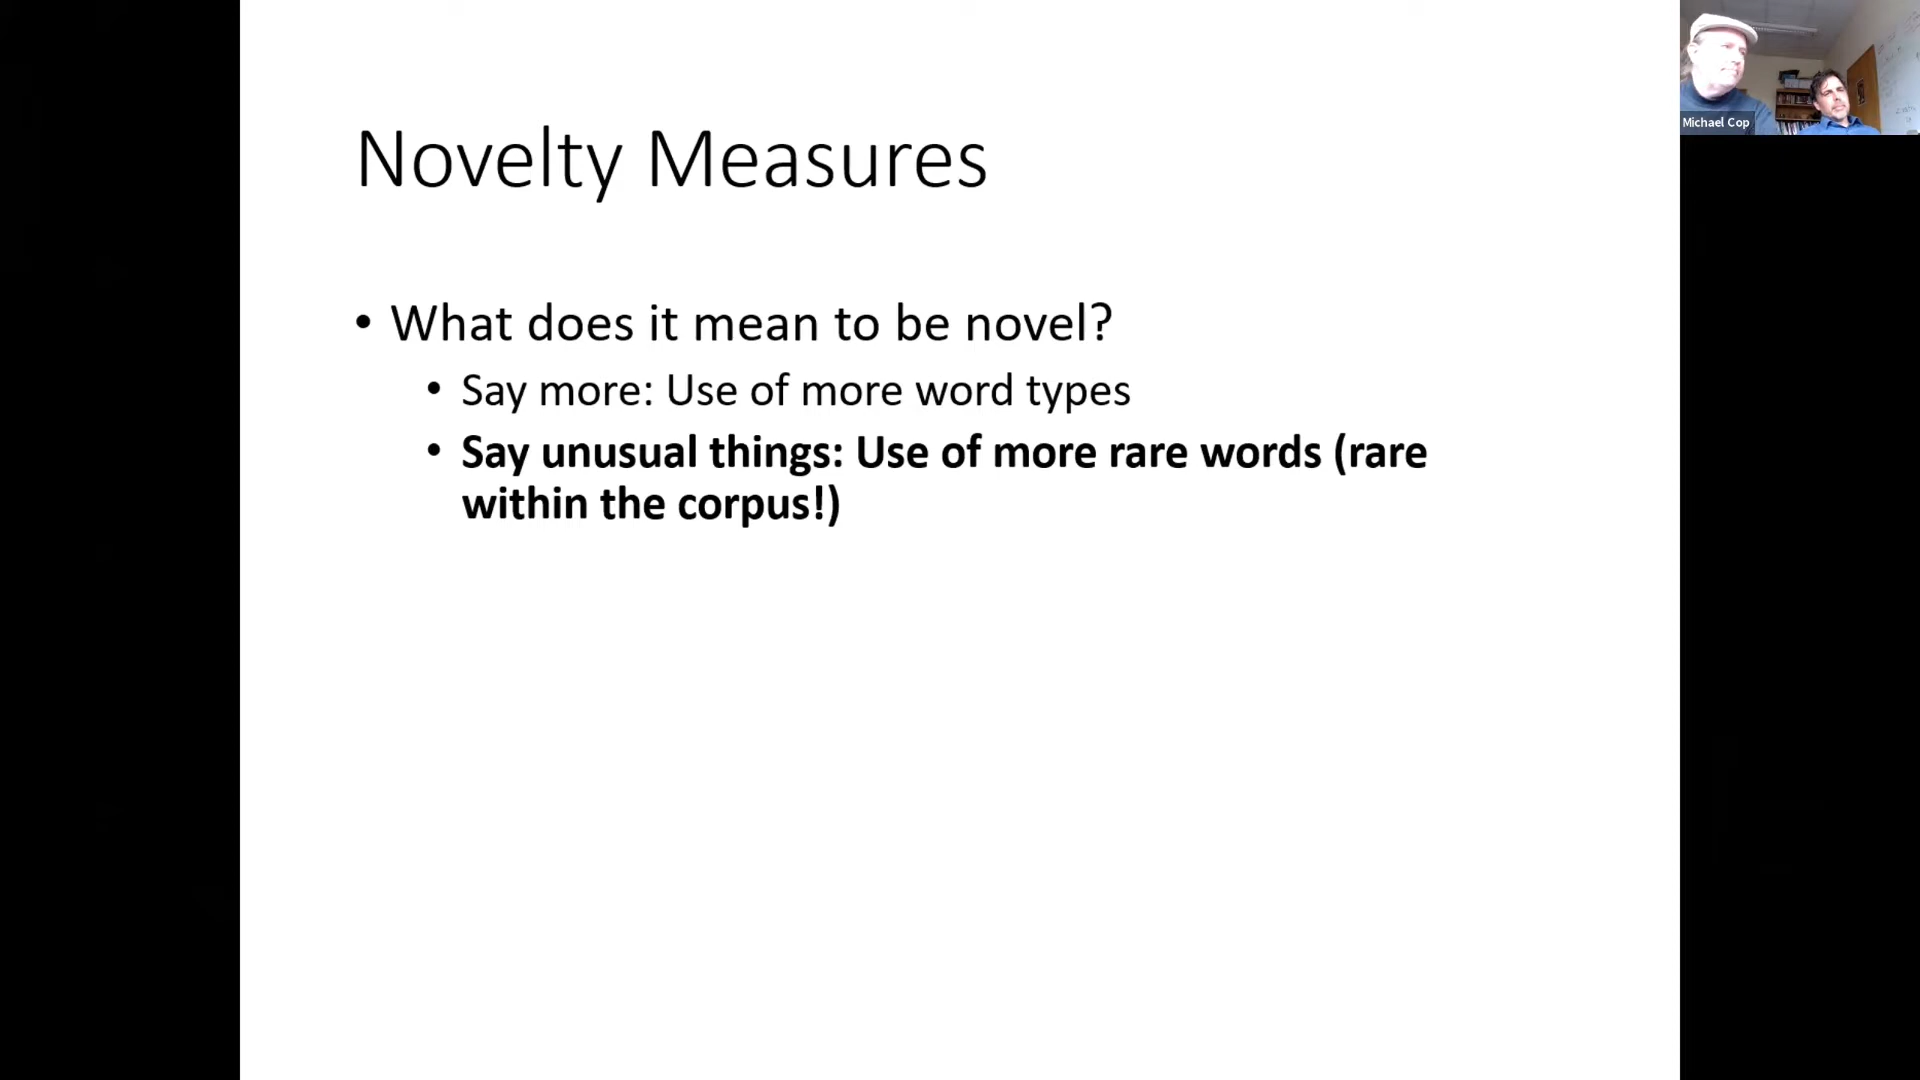 Novelty Measures
• What does it mean to be novel?
• Say more: Use of more word types
• Say unusual things: Use of more rare words (rare
within the corpus!)
Michael Cop